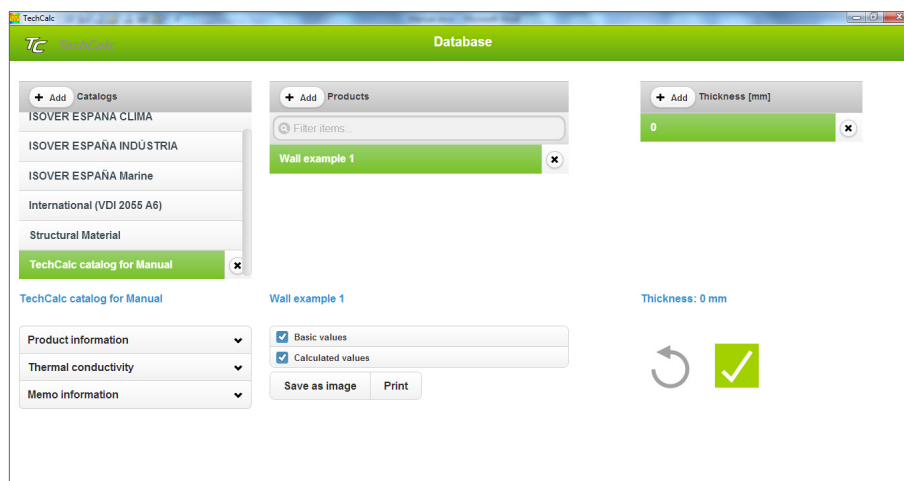 TechCalc
TC TechCalc
Database
+ Add Catalogs
ISOVER ESPAÑA CLIMA
ISOVER ESPAÑA INDÚSTRIA
ISOVER ESPAÑA Marine
International (VDI 2055 A6)
Structural Material
TechCalc catalog for Manual
+ Add Products
Filter items...
Wall example 1
+ Add Thickness [mm]
0
TechCalc catalog for Manual
Product information
Thermal conductivity
Memo information
Wall example 1
Basic values
Calculated values
Save as image Print
Thickness: 0 mm